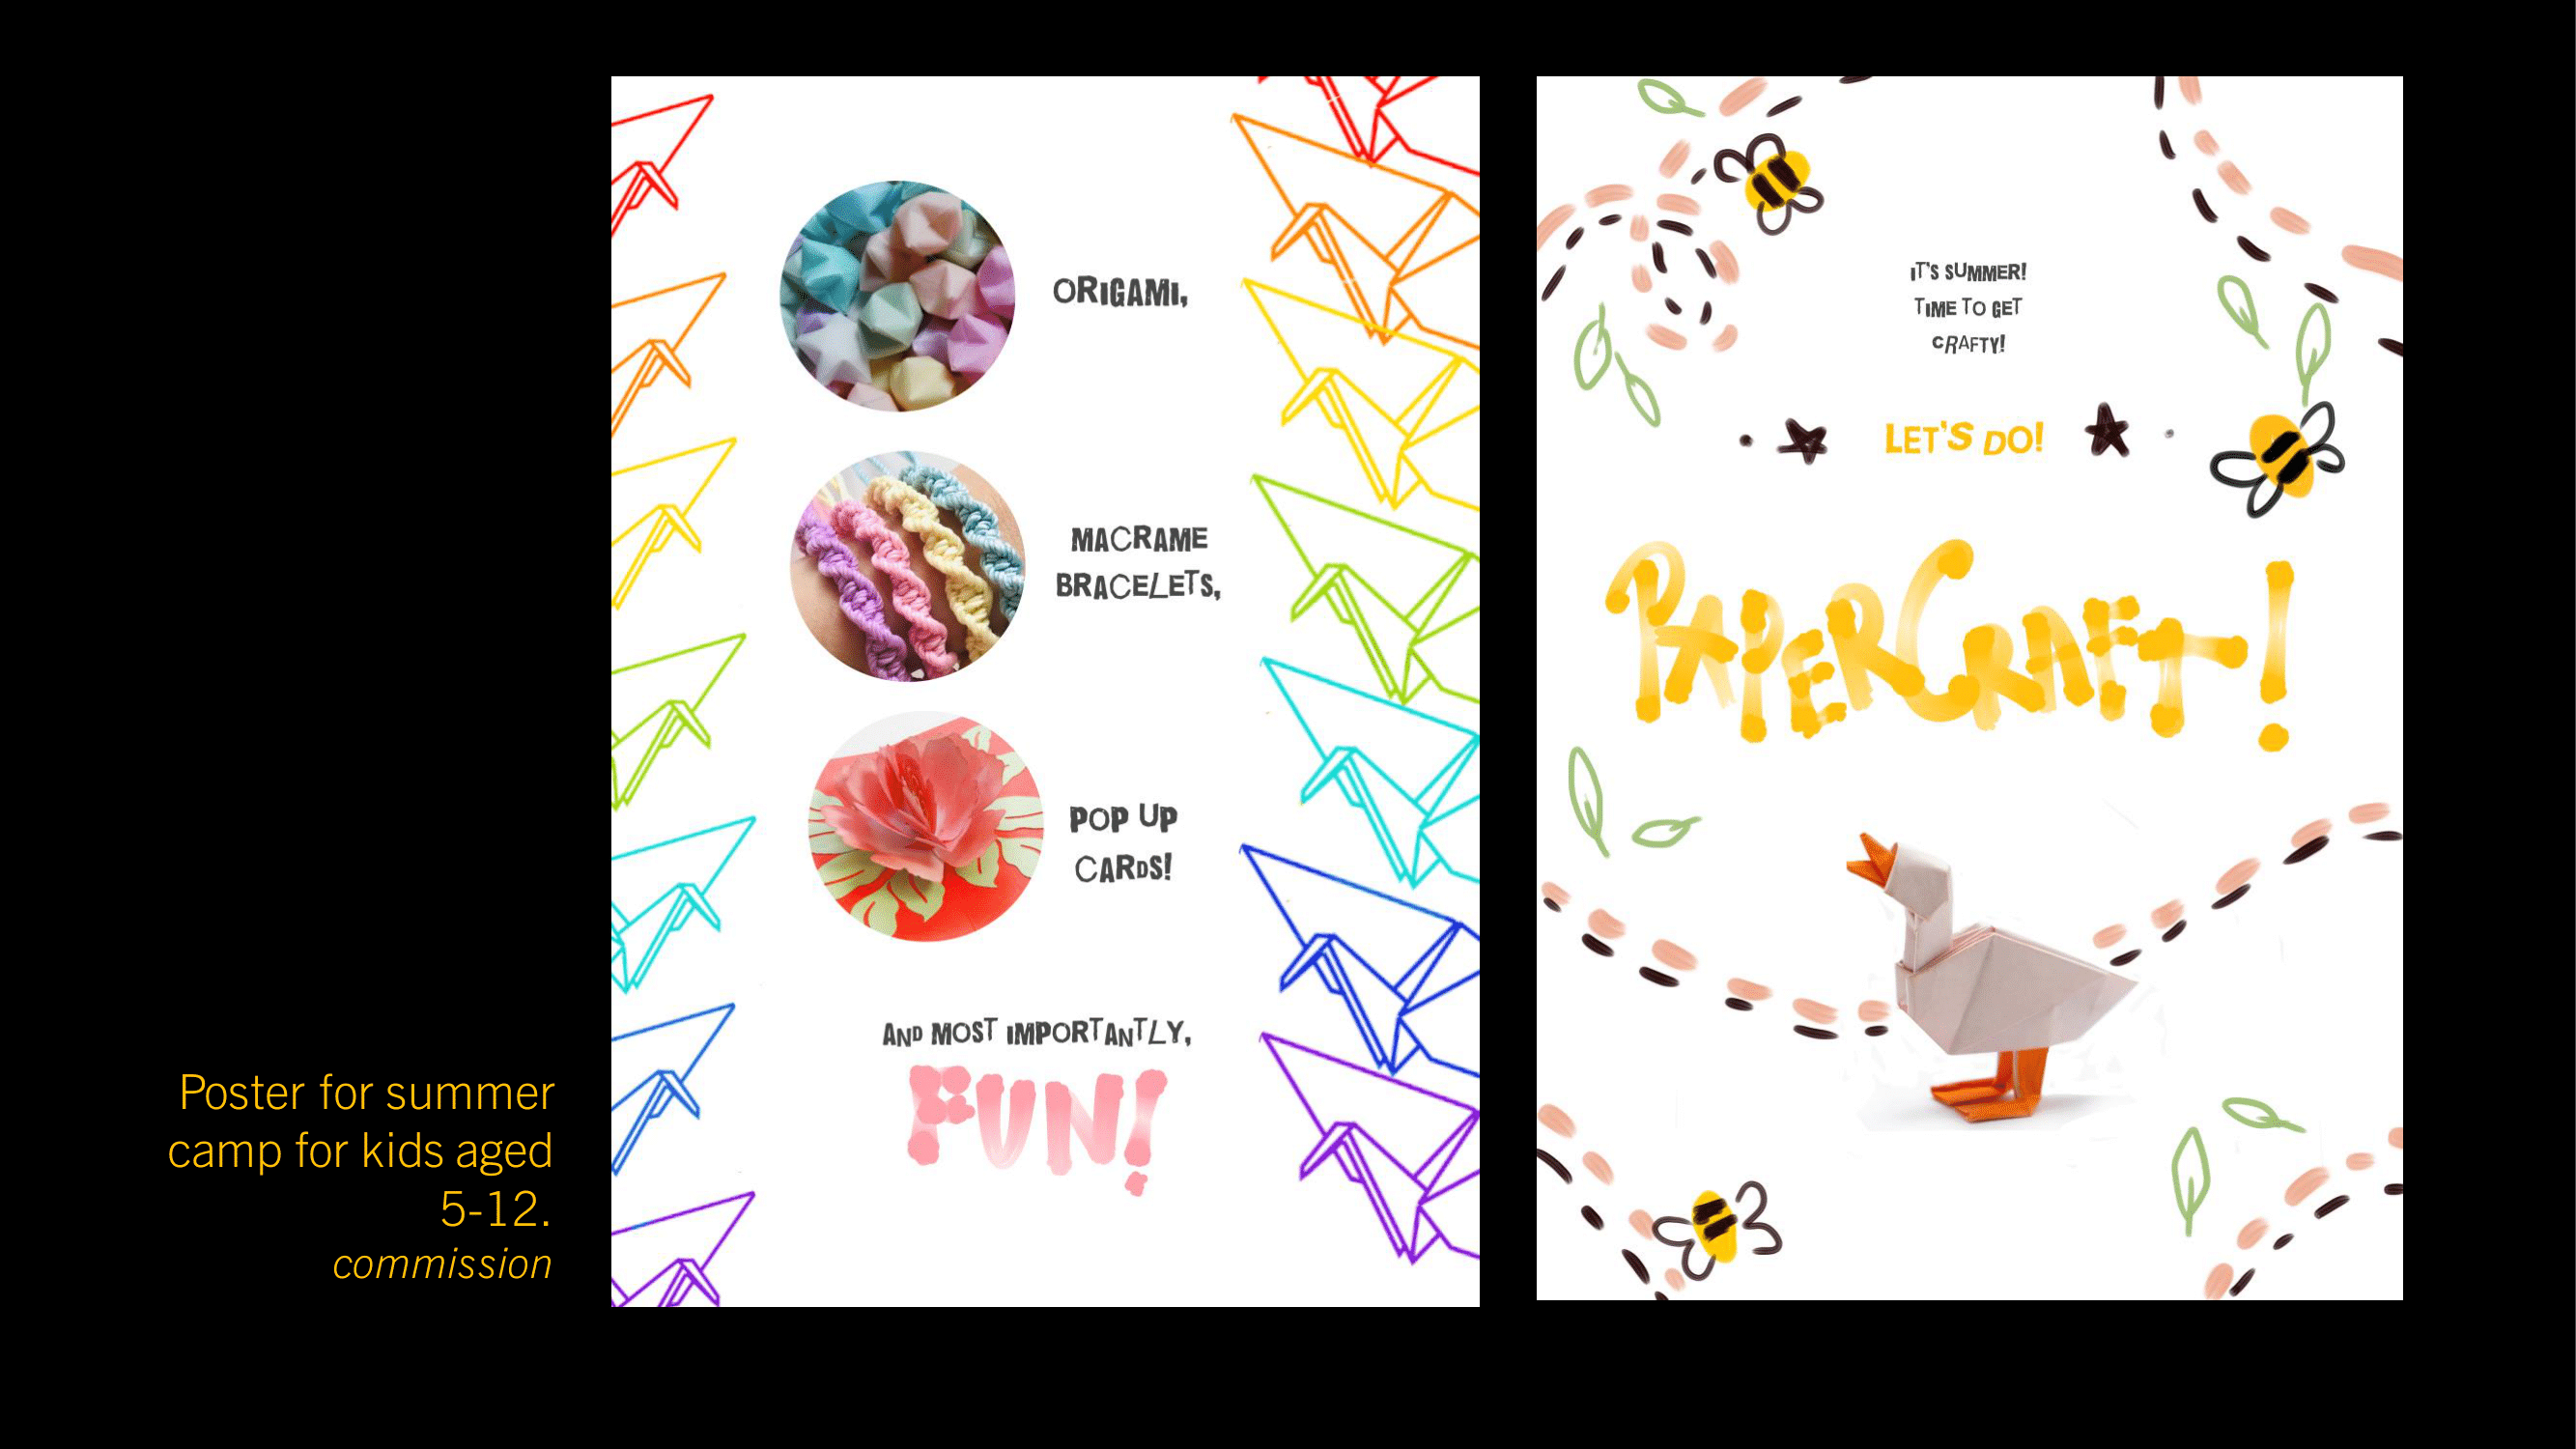 Poster for summer
camp for kids aged
5-12.
commission
ORIGAMI,
MACRAME
BRACELETS,
POP UP
CARDS!
AND MOST IMPORTANTLY,
FUN!
IT'S SUMMER!
TIME TO GET
CRAFTY!
LET'S DO!
PAPERCRAFT!